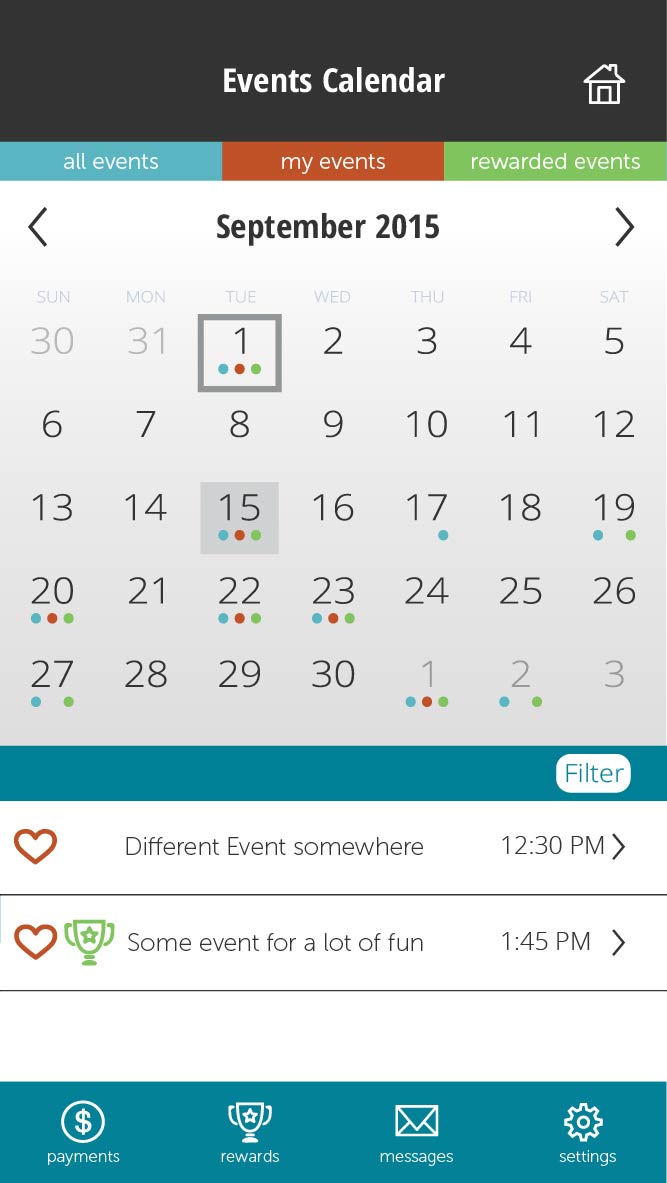 Events Calendar
all events my events rewarded events
September 2015
SUN MON TUE WED THU FRI SAT
30 31 1 2 3 4 5
6 7 8 9 10 11 12
13 14 15 16 17 18 19
20 21 22 23 24 25 26
27 28 29 30 1 2 3
Filter
Different Event somewhere 12:30 PM
Some event for a lot of fun 1:45 PM
$
payments rewards messages settings